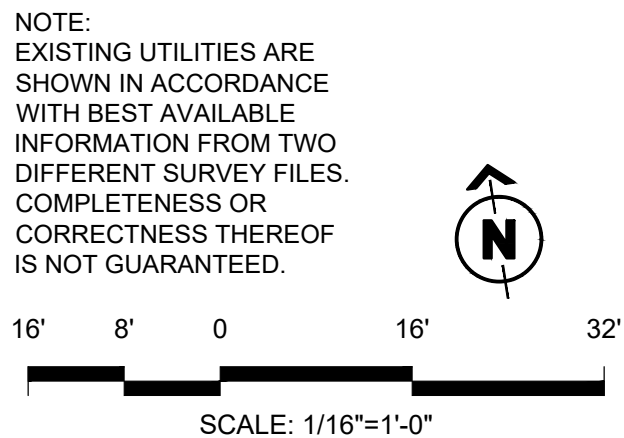 NOTE:
EXISTING UTILITIES ARE
SHOWN IN ACCORDANCE
WITH BEST AVAILABLE
INFORMATION FROM TWO
DIFFERENT SURVEY FILES.
COMPLETENESS OR
CORRECTNESS THEREOF
IS NOT GUARANTEED.
N
16' 8' 0 16' 32'
SCALE: 1/16"=1'-0"